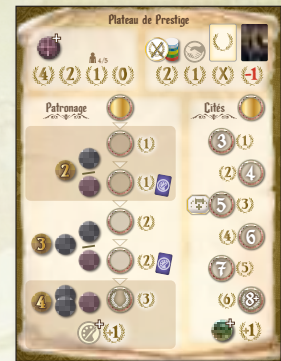 Plateau de Prestige
4/5
(4) (2) (1) (0) (2) (1) (X) -1
Patronage Cités
(1) 3 (1)
2 (1) (2) 4
5 (3)
(2) (4) 6
3 (2) 7 (5)
4 (3) (6) 8+
+1 +1